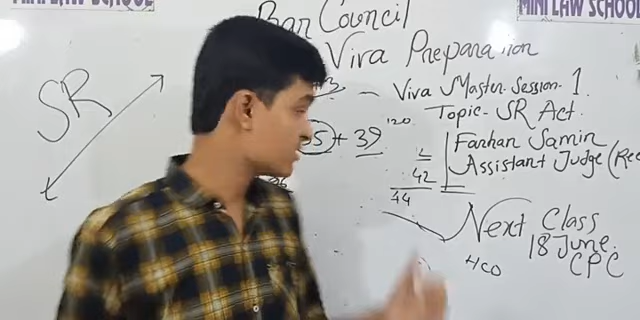 MINI LAW SCHOOL
MINI LAW SCHOOL
Bar Council
Viva Preparation
Viva Master Session 1.
Topic - SR Act.
SR
+ 39
120
Farhan Samin
Assistant Judge (Rec
42
44
Next Class
18 June.
CPC